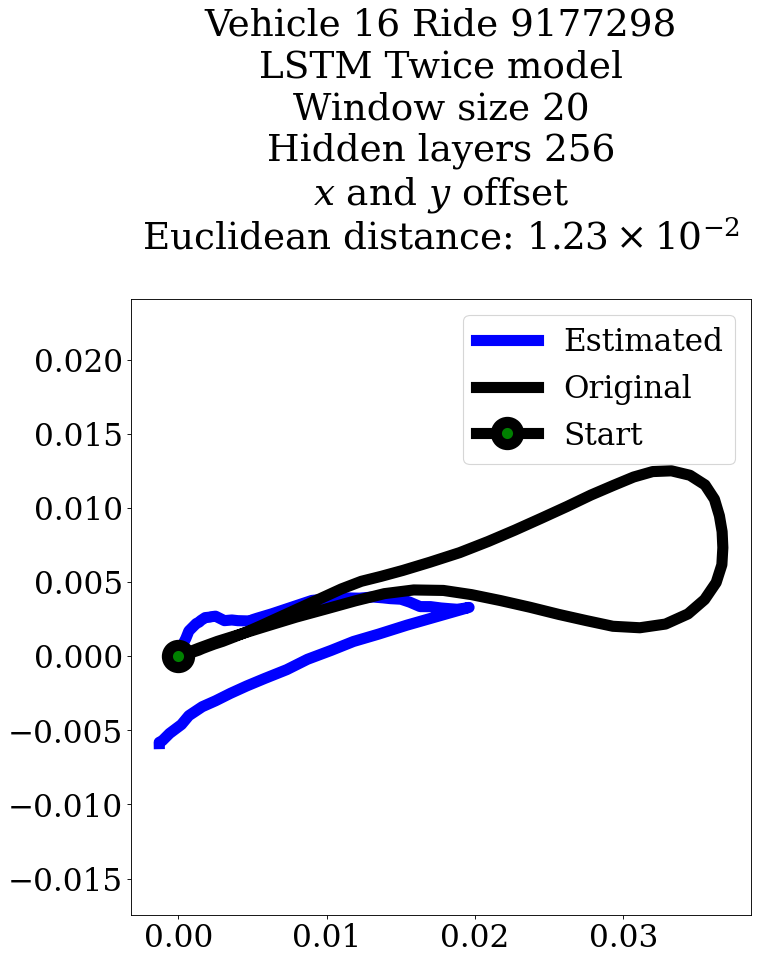 Vehicle 16 Ride 9177298
LSTM Twice model
Window size 20
Hidden layers 256
x and y offset
Euclidean distance: 1.23 × 10⁻²
Estimated
Original
Start
0.020
0.015
0.010
0.005
0.000
−0.005
−0.010
−0.015
0.00 0.01 0.02 0.03